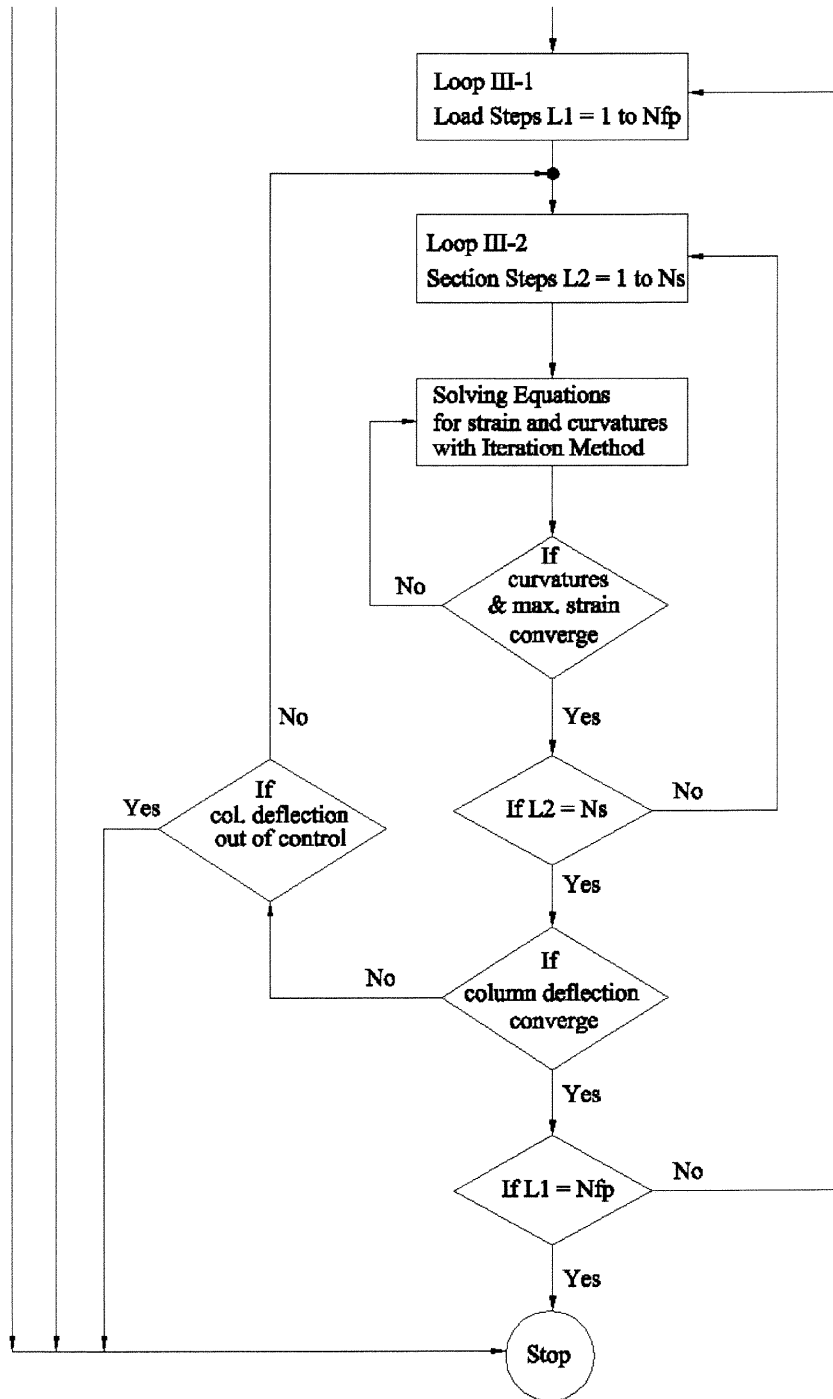 Loop III-1
Load Steps L1 = 1 to Nfp
Loop III-2
Section Steps L2 = 1 to Ns
Solving Equations
for strain and curvatures
with Iteration Method
If
curvatures
& max. strain
converge
No
Yes
If L2 = Ns
No
Yes
If
col. deflection
out of control
No
Yes
If
column deflection
converge
No
Yes
If L1 = Nfp
No
Yes
Stop